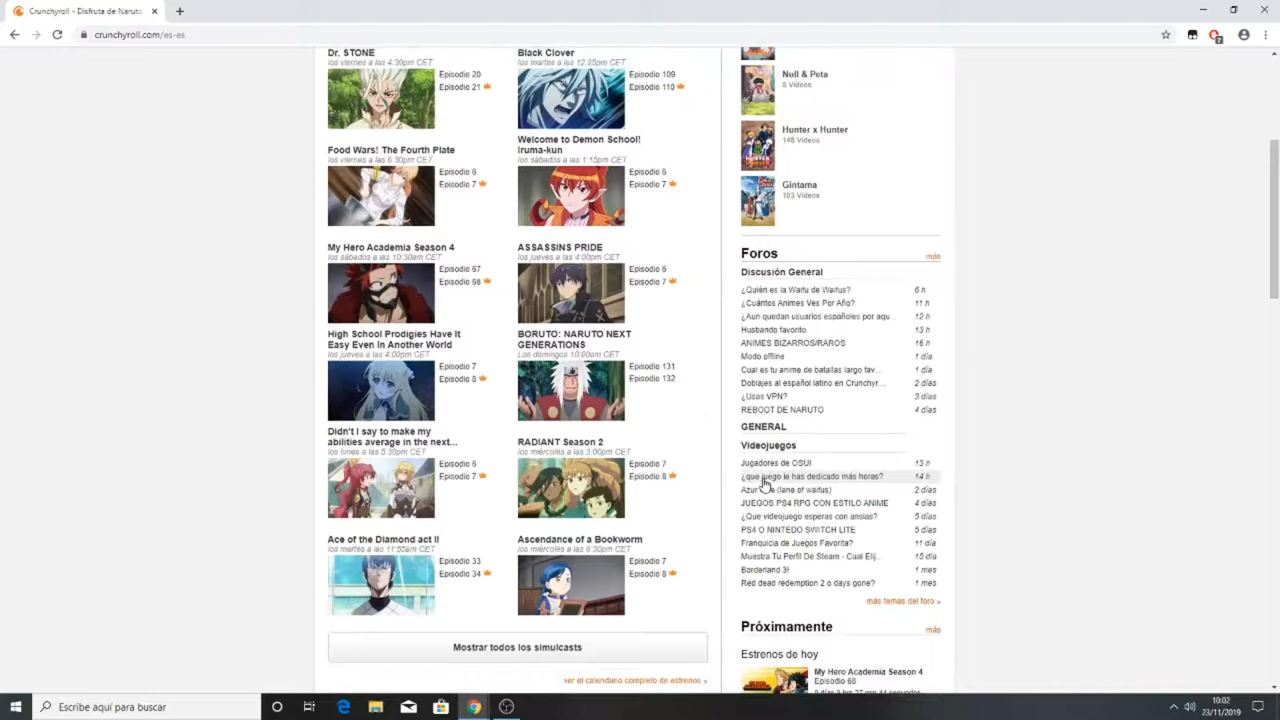 Crunchyroll - Disfruta de Naruto
crunchyroll.com/es-es
7
Dr. STONE
los viernes a las 4:30pm CET
Episodio 20
Episodio 21
Black Clover
los martes a las 12:25pm CET
Episodio 109
Episodio 110
Food Wars! The Fourth Plate
los viernes a las 6:30pm CET
Episodio 6
Episodio 7
Welcome to Demon School!
Iruma-kun
los sábados a las 1:15pm CET
Episodio 6
Episodio 7
My Hero Academia Season 4
los sábados a las 10:30am CET
Episodio 67
Episodio 68
ASSASSINS PRIDE
los jueves a las 4:00pm CET
Episodio 6
Episodio 7
High School Prodigies Have It
Easy Even In Another World
los jueves a las 4:00pm CET
Episodio 7
Episodio 8
BORUTO: NARUTO NEXT
GENERATIONS
Los domingos 10:00am CET
Episodio 131
Episodio 132
Didn't I say to make my
abilities average in the next...
los lunes a las 5:30pm CET
Episodio 6
Episodio 7
RADIANT Season 2
los miércoles a las 3:00pm CET
Episodio 7
Episodio 8
Ace of the Diamond act II
los martes a las 11:55am CET
Episodio 33
Episodio 34
Ascendance of a Bookworm
los miércoles a las 6:30pm CET
Episodio 7
Episodio 8
Mostrar todos los simulcasts
ver el calendario completo de estrenos »
Null & Peta
8 Vídeos
Hunter x Hunter
148 Vídeos
Gintama
103 Vídeos
Foros más
Discusión General
¿Quién es la Waifu de Waifus? 6 h
¿Cuántos Animes Ves Por Año? 11 h
¿Aun quedan usuarios españoles por aqu... 12 h
Husbando favorito 13 h
ANIMES BIZARROS/RAROS 16 h
Modo offline 1 día
Cual es tu anime de batallas largo fav... 1 día
Doblajes al español latino en Crunchyr... 2 días
¿Usas VPN? 3 días
REBOOT DE NARUTO 4 días
GENERAL
Videojuegos
Jugadores de OSU! 13 h
¿que juego le has dedicado más horas? 14 h
Azur (lane of waifus) 2 días
JUEGOS PS4 RPG CON ESTILO ANIME 4 días
¿Que videojuego esperas con ansias? 5 días
PS4 O NINTEDO SWITCH LITE 5 días
Franquicia de Juegos Favorita? 11 día
Muestra Tu Perfil De Steam - Cual Elij... 15 día
Borderland 3! 1 mes
Red dead redemption 2 o days gone? 1 mes
más temas del foro »
Próximamente más
Estrenos de hoy
My Hero Academia Season 4
Episodio 68
Escribe aquí para buscar
10:02
23/11/2019